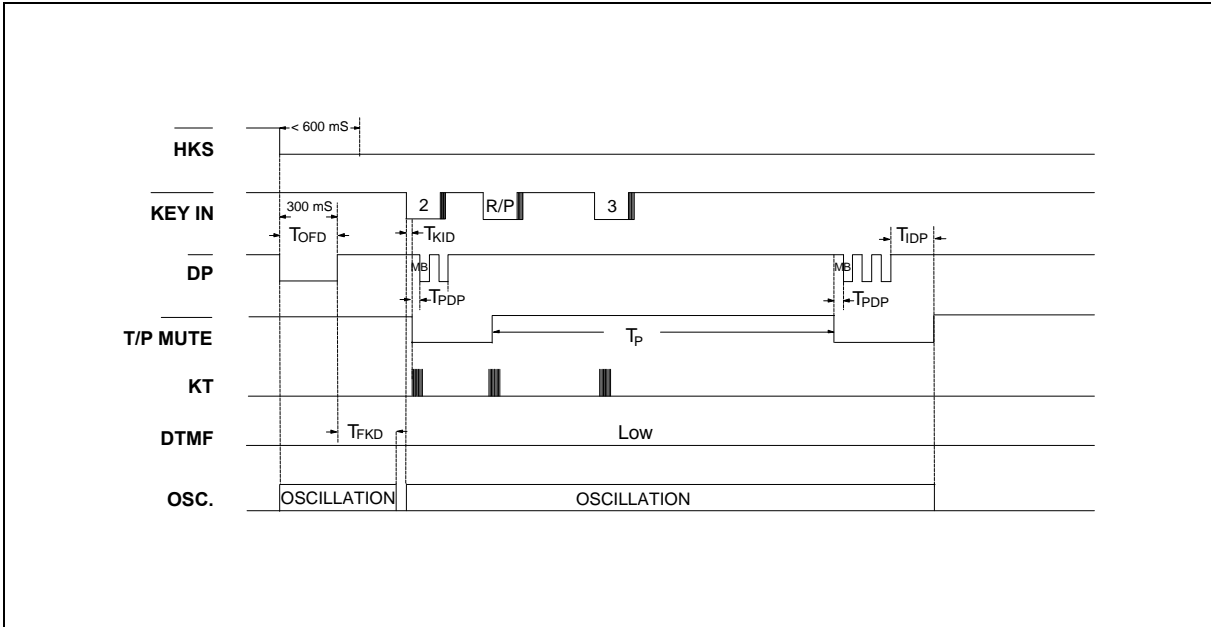 < 600 mS
HKS
KEY IN
2
R/P
3
300 mS
TOFD
TKID
TIDP
DP
MB
MB
TPDP
TPDP
T/P MUTE
TP
KT
DTMF
TFKD
Low
OSC.
OSCILLATION
OSCILLATION